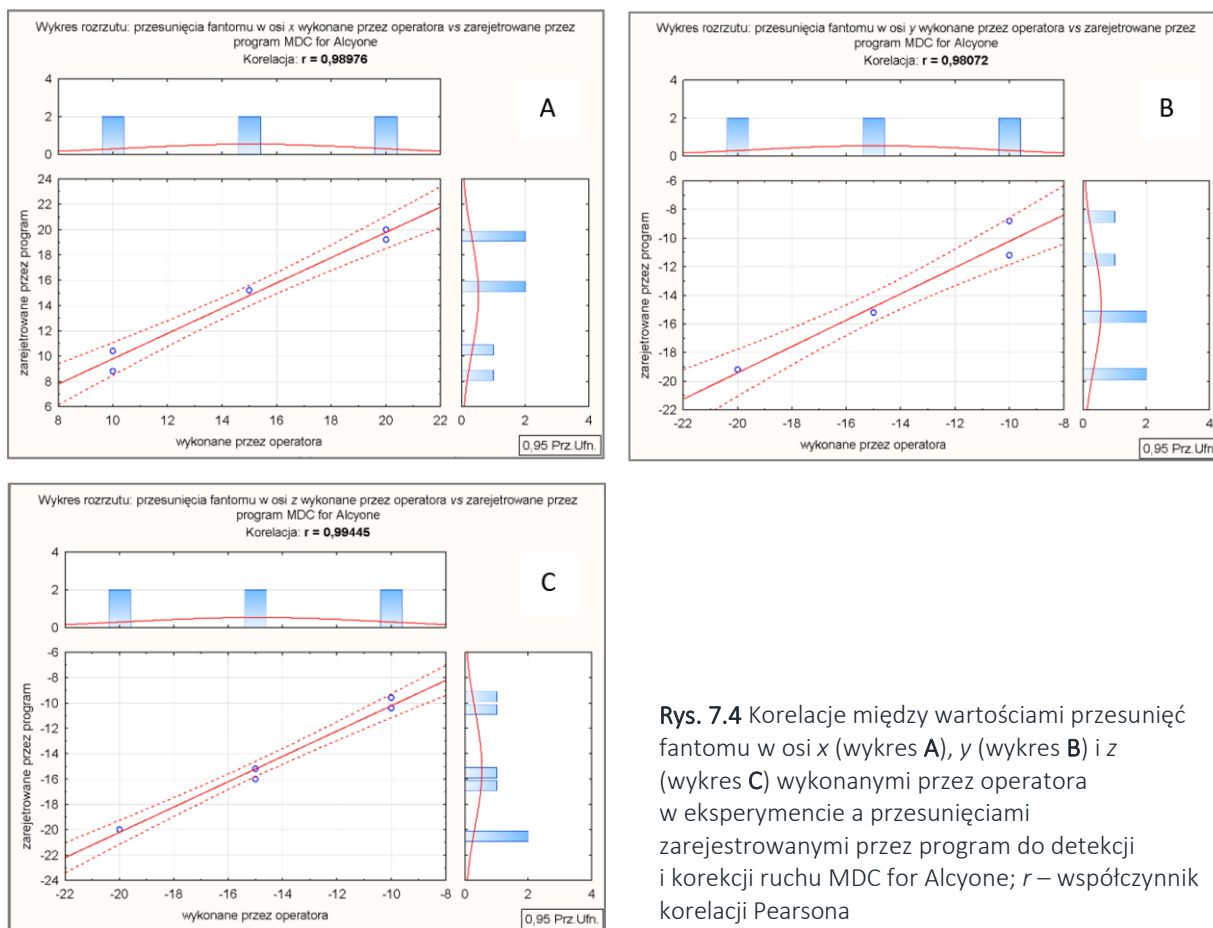 Wykres rozrzutu: przesunięcia fantomu w osi x wykonane przez operatora vs zarejetrowane przez
program MDC for Alcyone
Korelacja: r = 0,98976
A
4
2
0
24
22
20
18
16
14
12
10
8
6
zarejetrowane przez program
8 10 12 14 16 18 20 22
wykonane przez operatora
0 2 4
0,95 Prz.Ufn.
Wykres rozrzutu: przesunięcia fantomu w osi y wykonane przez operatora vs zarejetrowane przez
program MDC for Alcyone
Korelacja: r = 0,98072
B
4
2
0
-6
-8
-10
-12
-14
-16
-18
-20
-22
zarejetrowane przez program
-22 -20 -18 -16 -14 -12 -10 -8
wykonane przez operatora
0 2 4
0,95 Prz.Ufn
Wykres rozrzutu: przesunięcia fantomu w osi z wykonane przez operatora vs zarejetrowane przez
program MDC for Alcyone
Korelacja: r = 0,99445
C
4
2
0
-6
-8
-10
-12
-14
-16
-18
-20
-22
-24
zarejetrowane przez program
-22 -20 -18 -16 -14 -12 -10 -8
wykonane przez operatora
0 2 4
0,95 Prz.Ufn.
Rys. 7.4 Korelacje między wartościami przesunięć
fantomu w osi x (wykres A), y (wykres B) i z
(wykres C) wykonanymi przez operatora
w eksperymencie a przesunięciami
zarejestrowanymi przez program do detekcji
i korekcji ruchu MDC for Alcyone; r – współczynnik
korelacji Pearsona